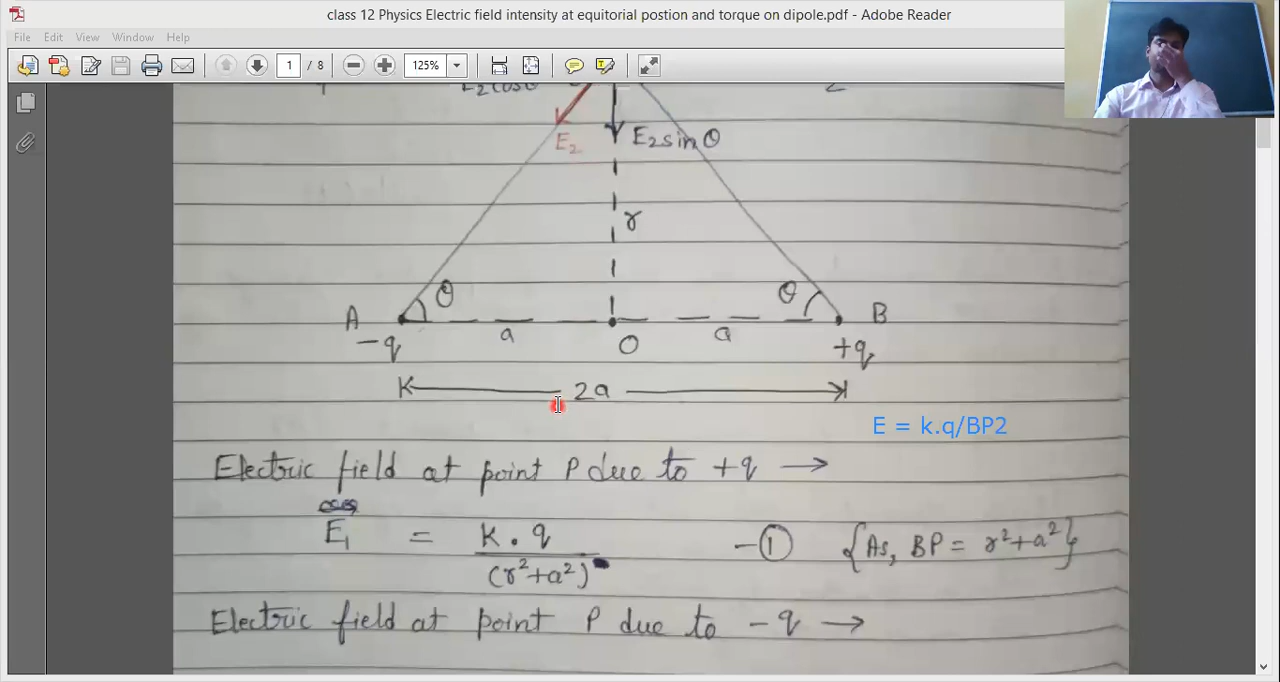 class 12 Physics Electric field intensity at equitorial postion and torque on dipole.pdf - Adobe Reader
File Edit View Window Help
1 / 8 125%
E2 sin θ
E2
r
θ θ
A B
a a
-q O +q
2a
E = k.q/BP2
Electric field at point P due to +q →
E1 = K . q / (r²+a²) -① {As, BP = r²+a²}
Electric field at point P due to -q →